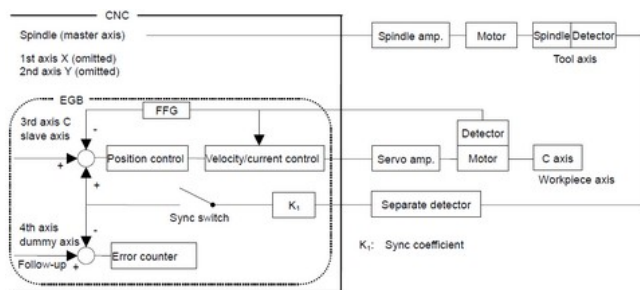 CNC
Spindle (master axis)
Spindle amp.
Motor
Spindle
Detector
Tool axis
1st axis X (omitted)
2nd axis Y (omitted)
EGB
FFG
3rd axis C
slave axis
-
+
+
Position control
Velocity/current control
Servo amp.
Detector
Motor
C axis
Workpiece axis
Sync switch
K₁
Separate detector
4th axis
dummy axis
-
+
Follow-up
Error counter
K₁: Sync coefficient